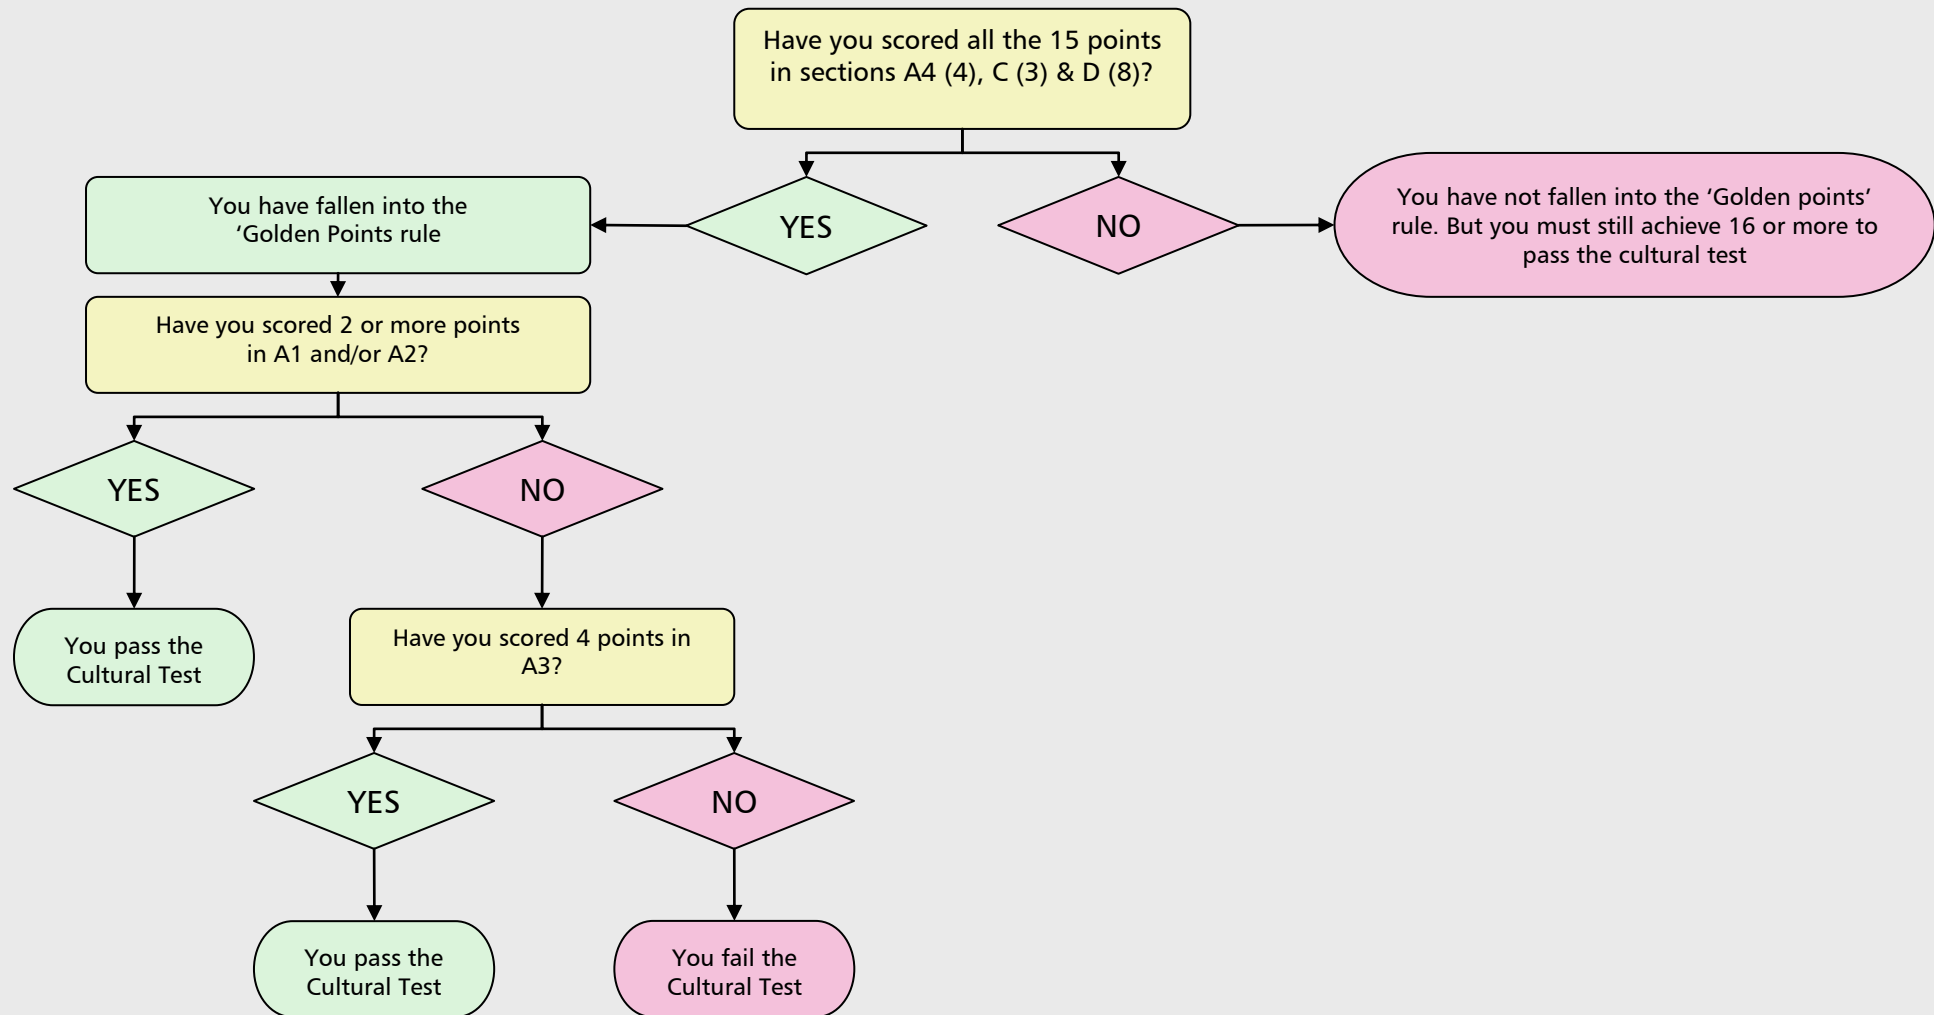 Have you scored all the 15 points
in sections A4 (4), C (3) & D (8)?
You have fallen into the
‘Golden Points rule
YES
NO
You have not fallen into the ‘Golden points’
rule. But you must still achieve 16 or more to
pass the cultural test
Have you scored 2 or more points
in A1 and/or A2?
YES
NO
You pass the
Cultural Test
Have you scored 4 points in
A3?
YES
NO
You pass the
Cultural Test
You fail the
Cultural Test